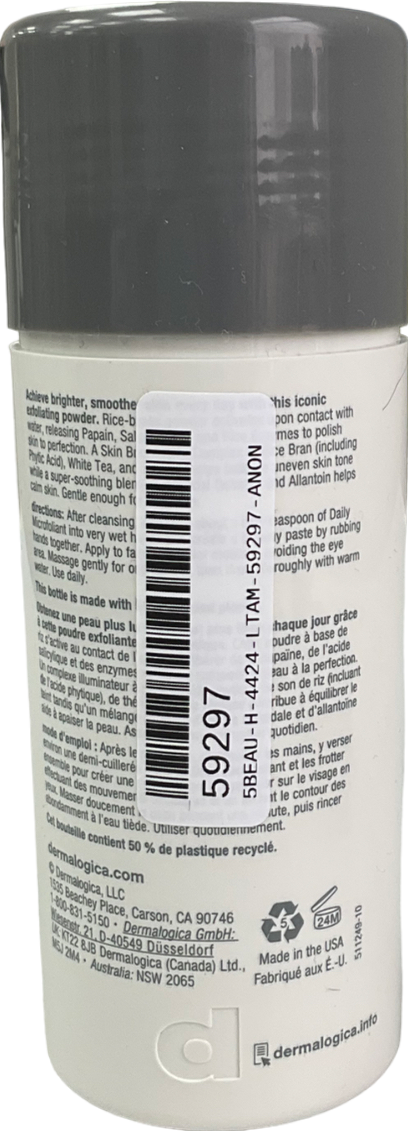 Achieve brighter, smoothe his iconic
exfoliating powder. Rice-b pon contact with
water, releasing Papain, Sal mes to polish
skin to perfection. A Skin Br ce Bran (including
Phytic Acid), White Tea, and uneven skin tone
while a super-soothing blen nd Allantoin helps
calm skin. Gentle enough fo
directions: After cleansing easpoon of Daily
Microfoliant into very wet h y paste by rubbing
hands together. Apply to fa voiding the eye
area. Massage gently for o roughly with warm
water. Use daily.
This bottle is made with
Obtenez une peau plus lu chaque jour grâce
à cette poudre exfoliante oudre à base de
riz s'active au contact de l' païne, de l'acide
salicylique et des enzymes eau à la perfection.
Un complexe illuminateur à son de riz (incluant
de l'acide phytique), de thé ribue à équilibrer le
teint tandis qu'un mélange dale et d'allantoïne
aide à apaiser la peau. As quotidien.
mode d'emploi : Après le es mains, y verser
environ une demi-cuilleré ant et les frotter
ensemble pour créer une r sur le visage en
effectuant des mouvemen t le contour des
yeux. Masser doucement ute, puis rincer
abondamment à l'eau tiède. Utiliser quotidiennement.
Cet bouteille contient 50 % de plastique recyclé.
59297
5BEAU-H-4424-LTAM-59297-ANON
dermalogica.com
© Dermalogica, LLC
1535 Beachey Place, Carson, CA 90746
1-800-831-5150 • Dermalogica GmbH:
21, D-40549 Düsseldorf
UK: KT22 8JB Dermalogica (Canada) Ltd.,
M5J 2M4 • Australia: NSW 2065
5
24M
Made in the USA
Fabriqué aux É.-U.
511249-10
d
dermalogica.info